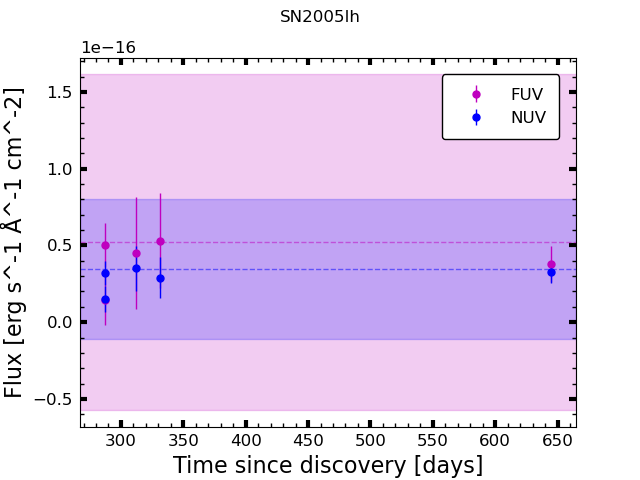 SN2005lh
1e−16
Flux [erg s^-1 Å^-1 cm^-2]
1.5
1.0
0.5
0.0
−0.5
FUV
NUV
300 350 400 450 500 550 600 650
Time since discovery [days]